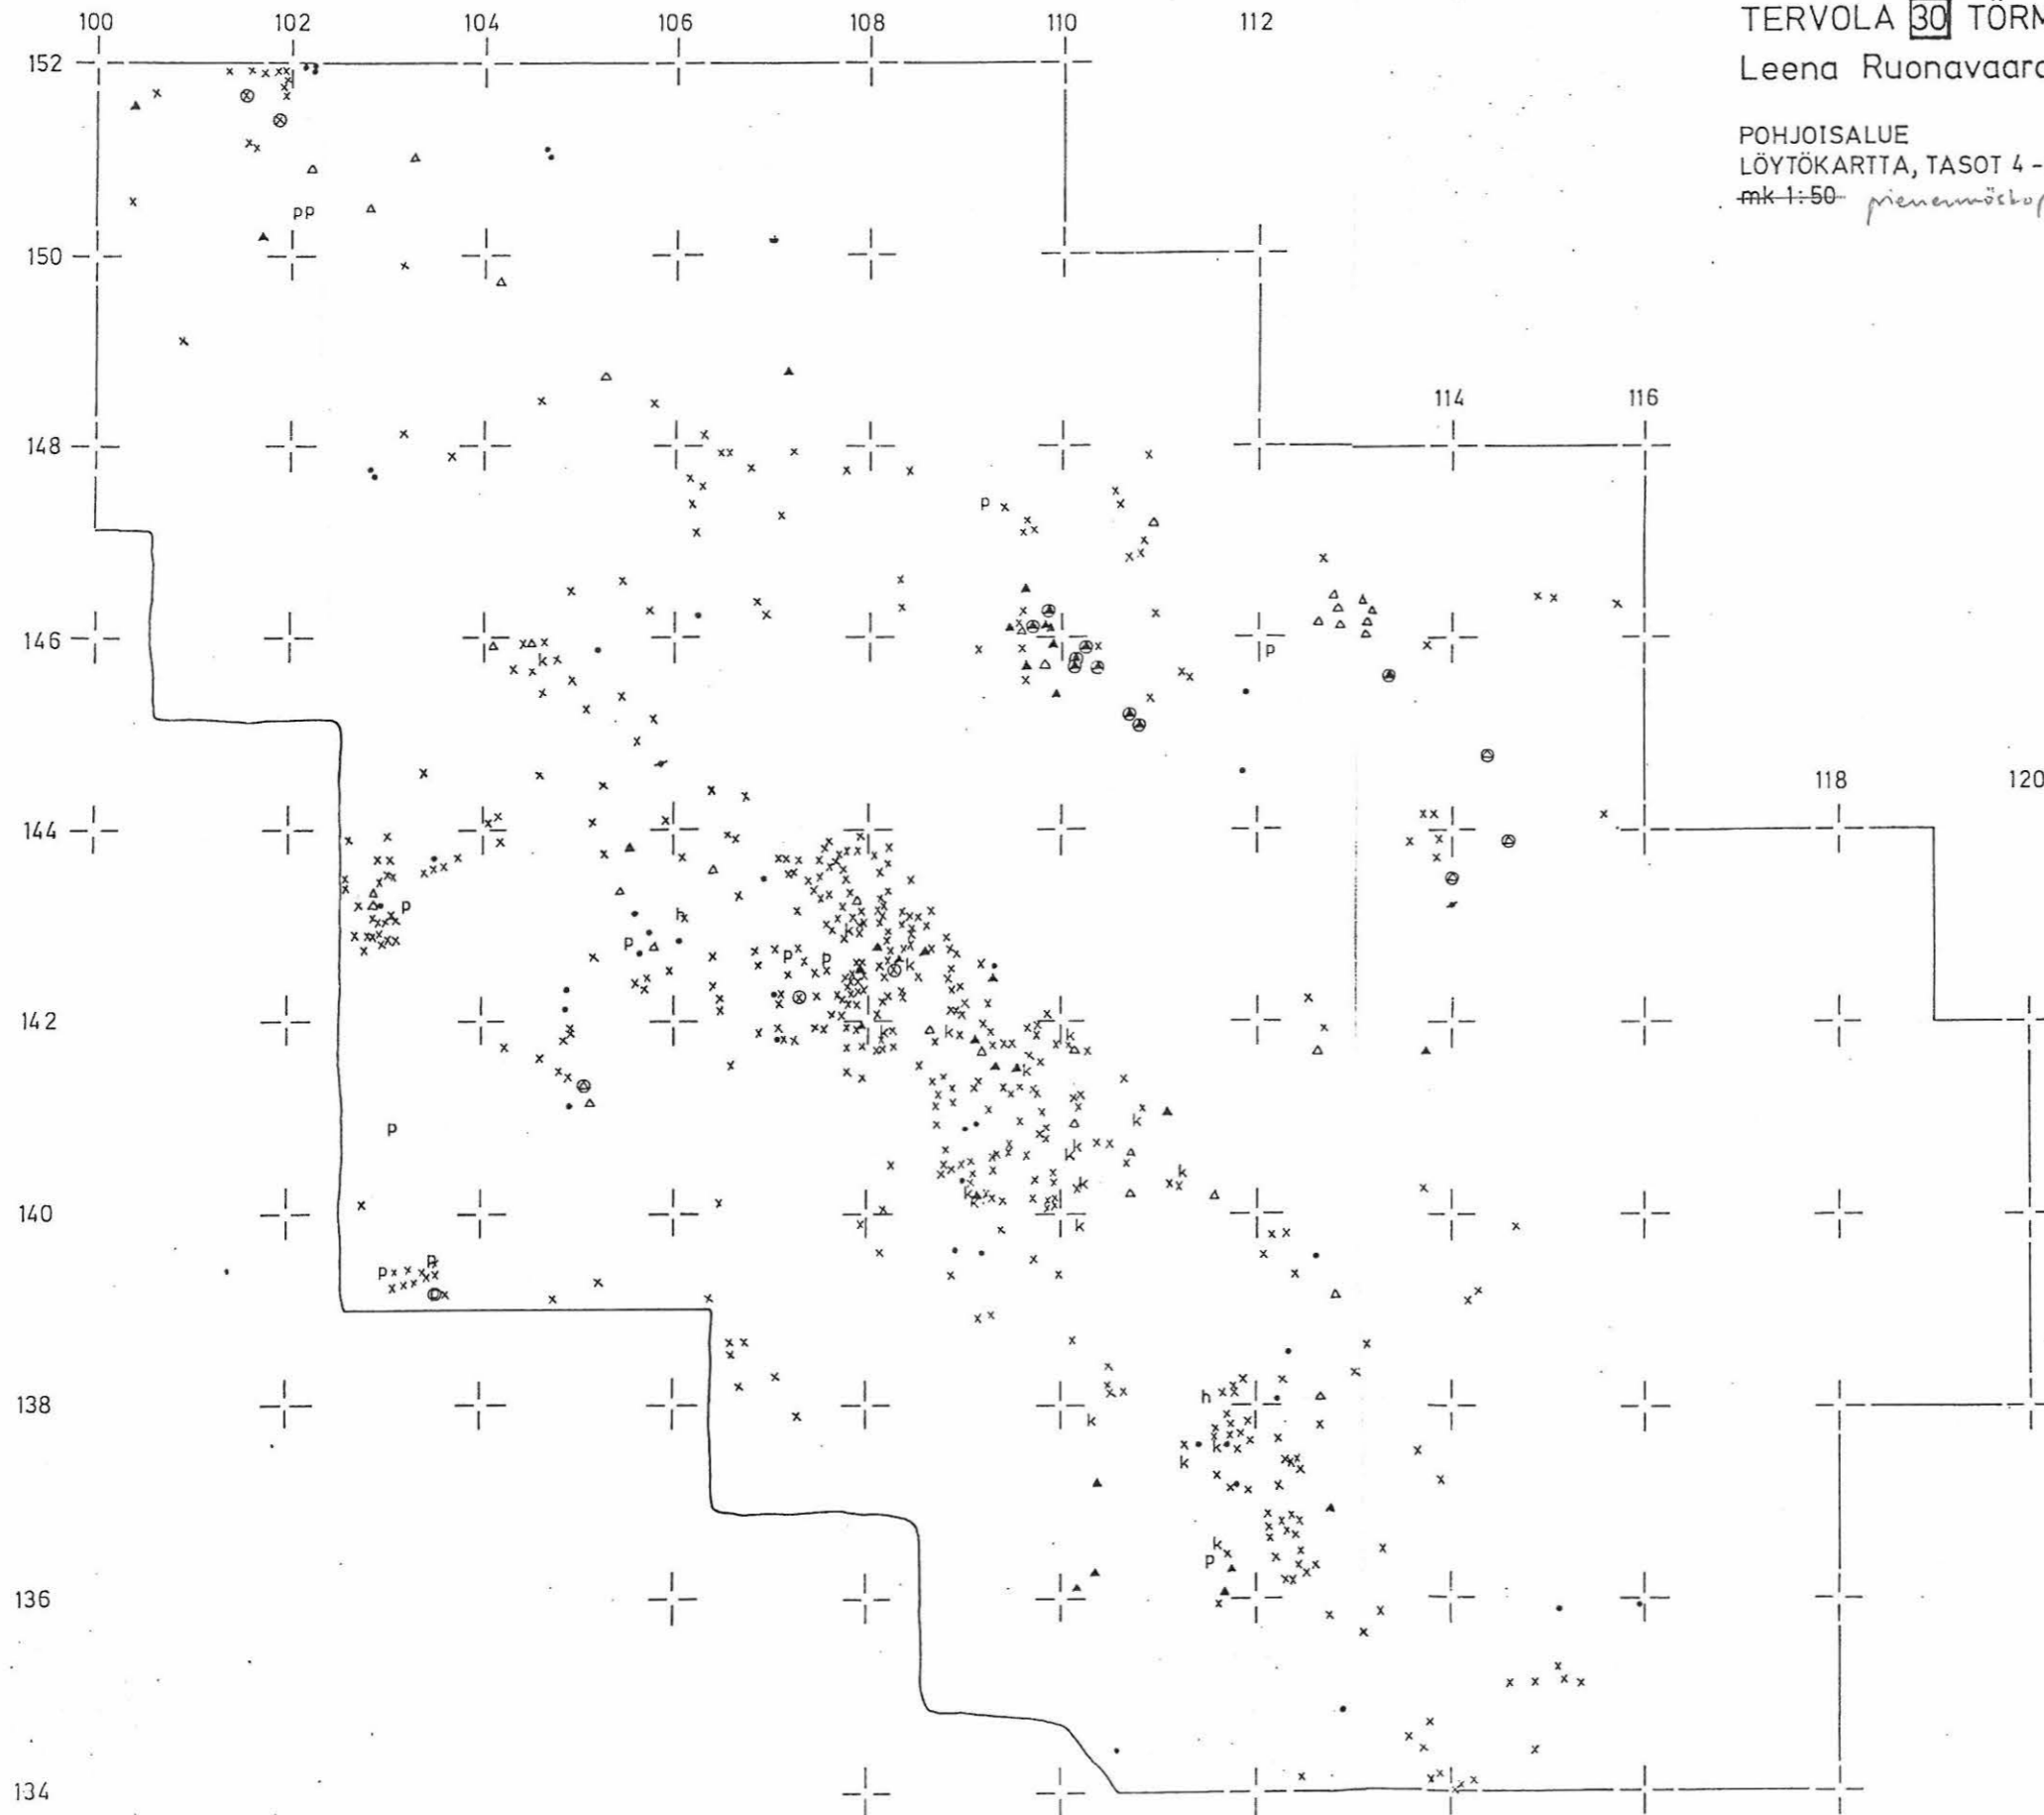 100 102 104 106 108 110 112
TERVOLA 30
Leena Ruonavaara
POHJOISALUE
LÖYTÖKARTTA, TASOT 4 -
mk 1:50
152
pp
150
114 116
148
p
146
k
p
118 120
144
p
h
k
p
p p
k
142
k k k
k
p
k
k
k
k
k
k
k
140
k
p
p
138
h
k
k
k
k
p
136
134